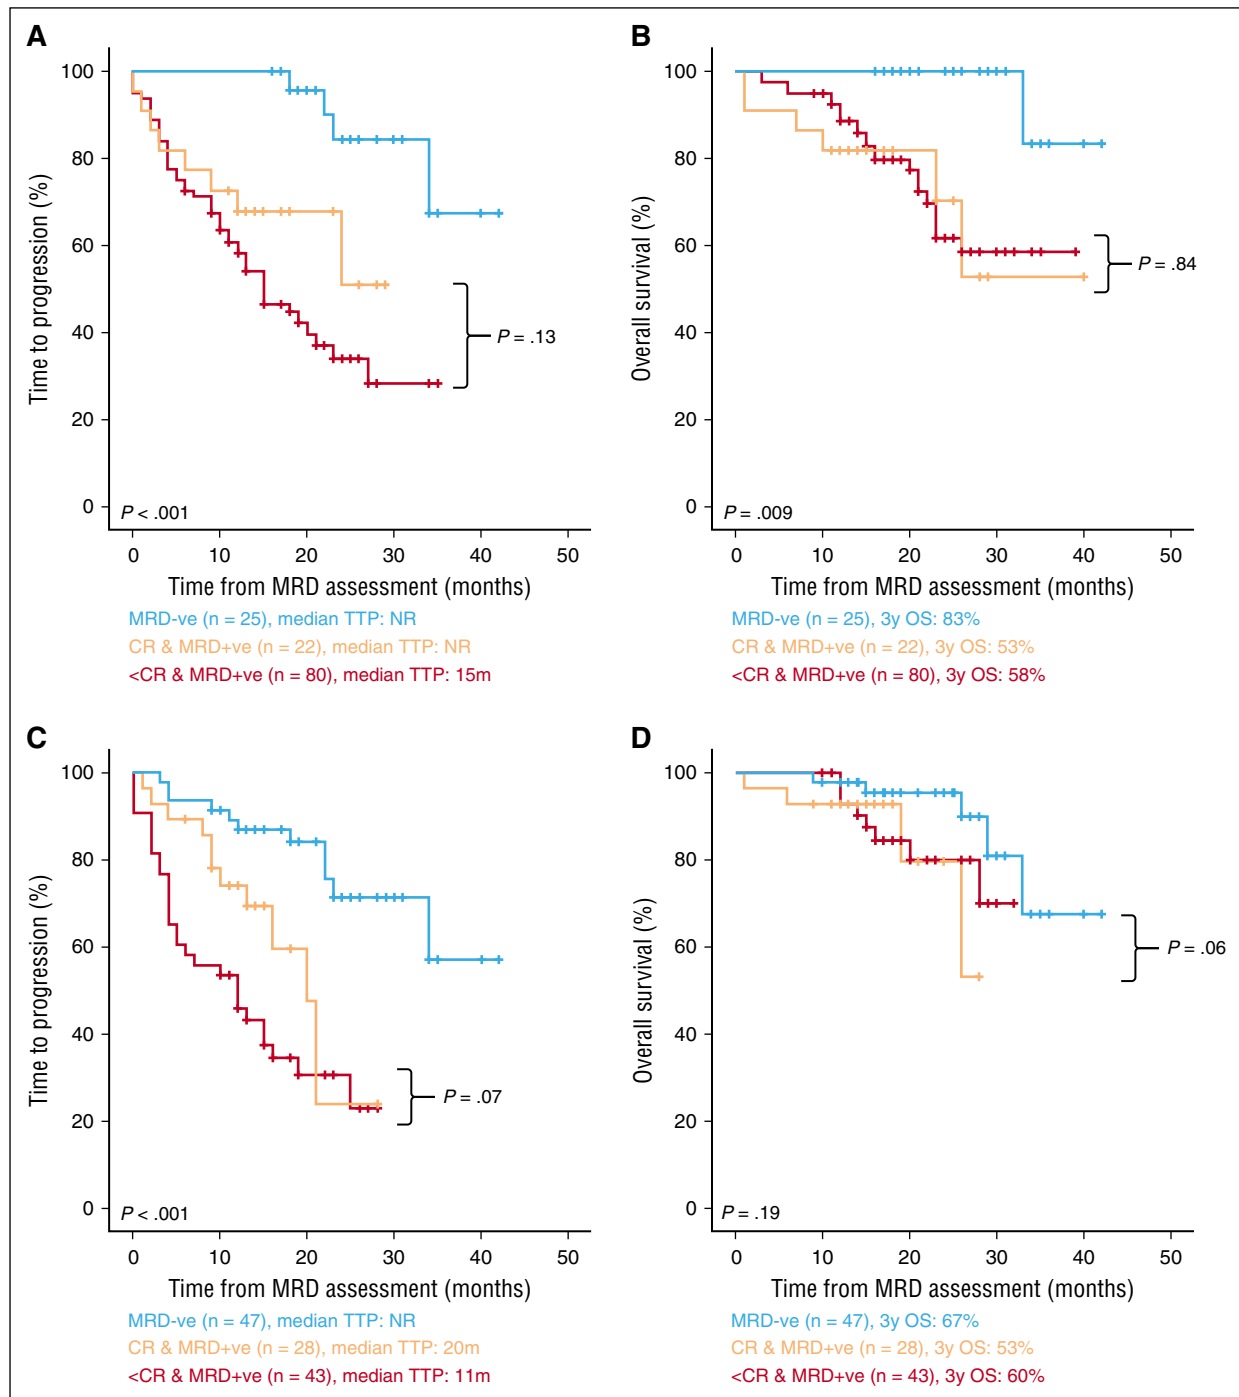 A
Time to progression (%)
100
80
60
40
20
0
P = .13
P < .001
0 10 20 30 40 50
Time from MRD assessment (months)
MRD-ve (n = 25), median TTP: NR
CR & MRD+ve (n = 22), median TTP: NR
<CR & MRD+ve (n = 80), median TTP: 15m
B
Overall survival (%)
100
80
60
40
20
0
P = .84
P = .009
0 10 20 30 40 50
Time from MRD assessment (months)
MRD-ve (n = 25), 3y OS: 83%
CR & MRD+ve (n = 22), 3y OS: 53%
<CR & MRD+ve (n = 80), 3y OS: 58%
C
Time to progression (%)
100
80
60
40
20
0
P = .07
P < .001
0 10 20 30 40 50
Time from MRD assessment (months)
MRD-ve (n = 47), median TTP: NR
CR & MRD+ve (n = 28), median TTP: 20m
<CR & MRD+ve (n = 43), median TTP: 11m
D
Overall survival (%)
100
80
60
40
20
0
P = .06
P = .19
0 10 20 30 40 50
Time from MRD assessment (months)
MRD-ve (n = 47), 3y OS: 67%
CR & MRD+ve (n = 28), 3y OS: 53%
<CR & MRD+ve (n = 43), 3y OS: 60%